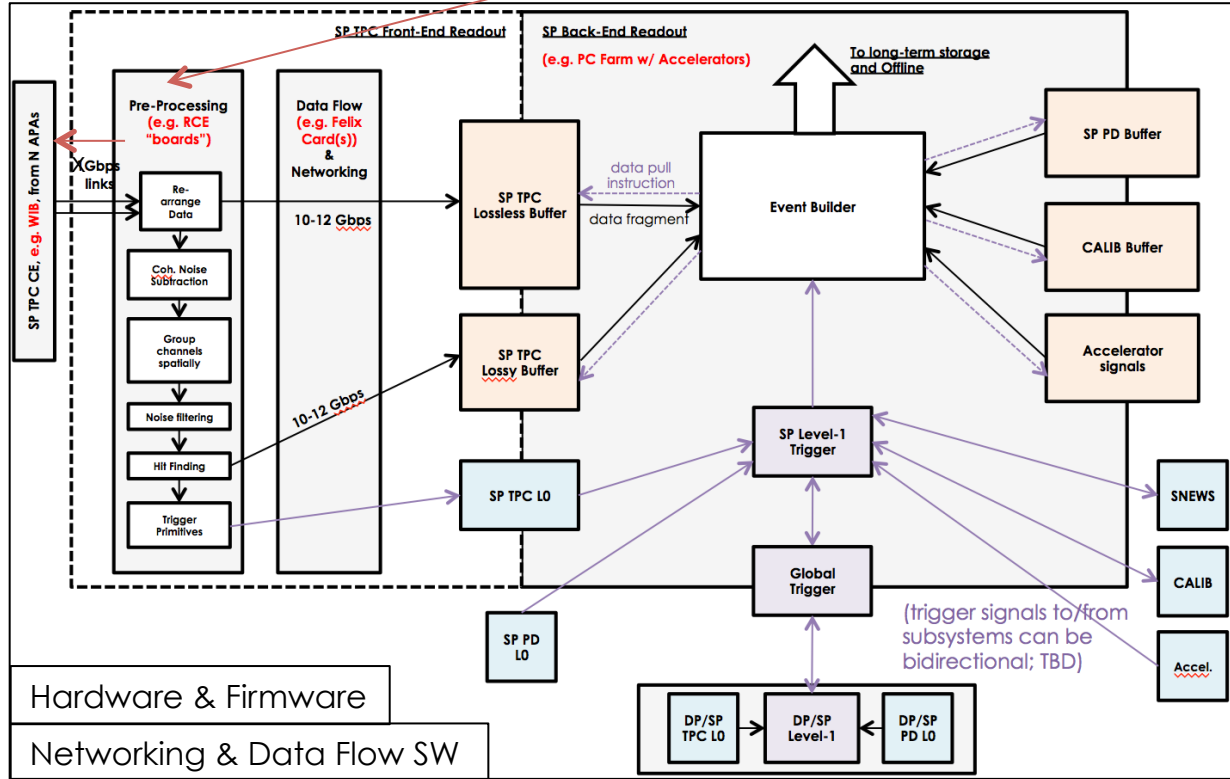 SP TPC Front-End Readout
SP Back-End Readout
(e.g. PC Farm w/ Accelerators)
To long-term storage
and Offline
SP TPC CE, e.g. WIB, from N APAs
XGbps
links
Pre-Processing
(e.g. RCE
"boards")
Re-
arrange
Data
Coh. Noise
Subtraction
Group
channels
spatially
Noise filtering
Hit Finding
Trigger
Primitives
Data Flow
(e.g. Felix
Card(s))
&
Networking
10-12 Gbps
10-12 Gbps
SP TPC
Lossless Buffer
SP TPC
Lossy Buffer
SP TPC L0
data pull
instruction
data fragment
Event Builder
SP Level-1
Trigger
Global
Trigger
SP PD Buffer
CALIB Buffer
Accelerator
signals
SNEWS
CALIB
Accel.
SP PD
L0
(trigger signals to/from
subsystems can be
bidirectional; TBD)
DP/SP
TPC L0
DP/SP
Level-1
DP/SP
PD L0
Hardware & Firmware
Networking & Data Flow SW